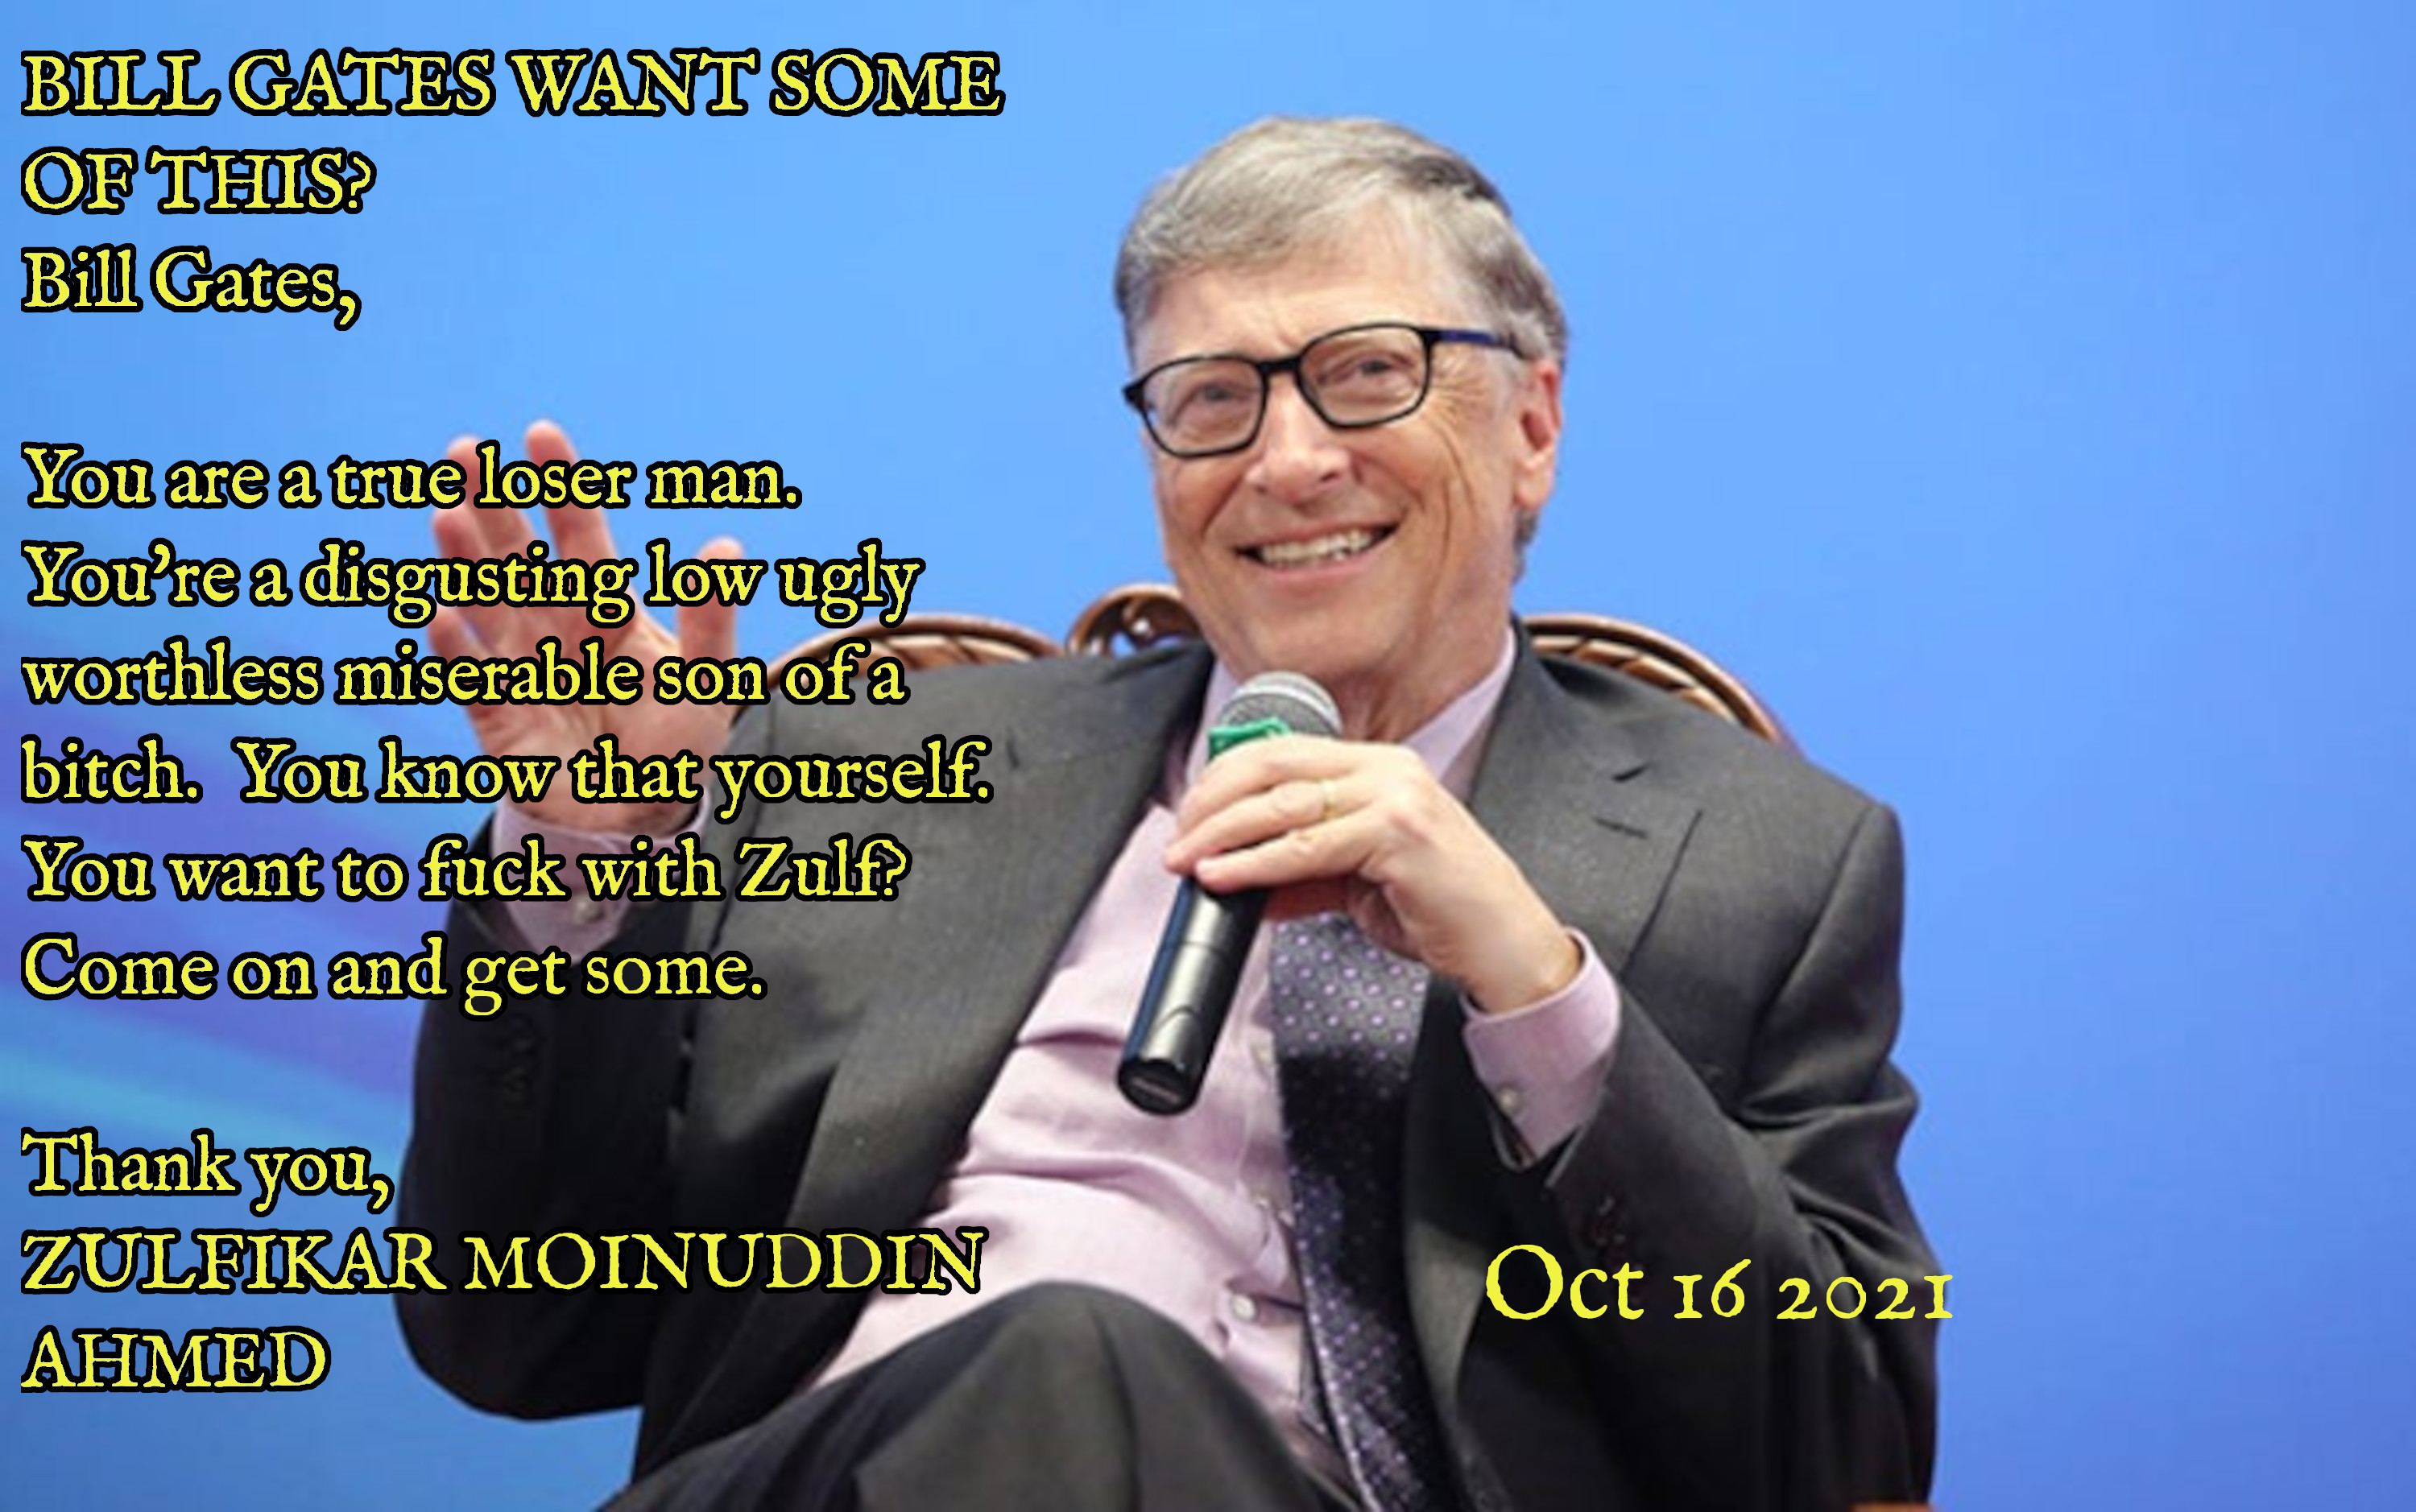 BILL GATES WANT SOME
OF THIS?
Bill Gates,
You are a true loser man.
You’re a disgusting low ugly
worthless miserable son of a
bitch.  You know that yourself.
You want to fuck with Zulf?
Come on and get some.
Thank you,
ZULFIKAR MOINUDDIN
AHMED
Oct 16 2021